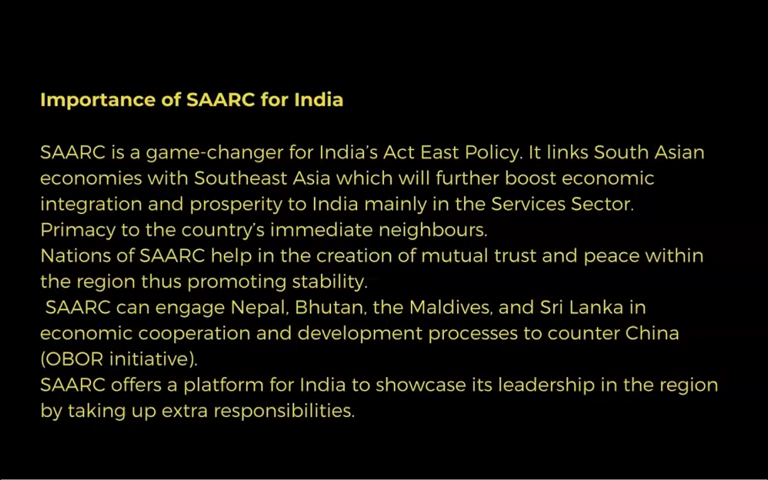 Importance of SAARC for India
SAARC is a game-changer for India's Act East Policy. It links South Asian
economies with Southeast Asia which will further boost economic
integration and prosperity to India mainly in the Services Sector.
Primacy to the country's immediate neighbours.
Nations of SAARC help in the creation of mutual trust and peace within
the region thus promoting stability.
SAARC can engage Nepal, Bhutan, the Maldives, and Sri Lanka in
economic cooperation and development processes to counter China
(OBOR initiative).
SAARC offers a platform for India to showcase its leadership in the region
by taking up extra responsibilities.